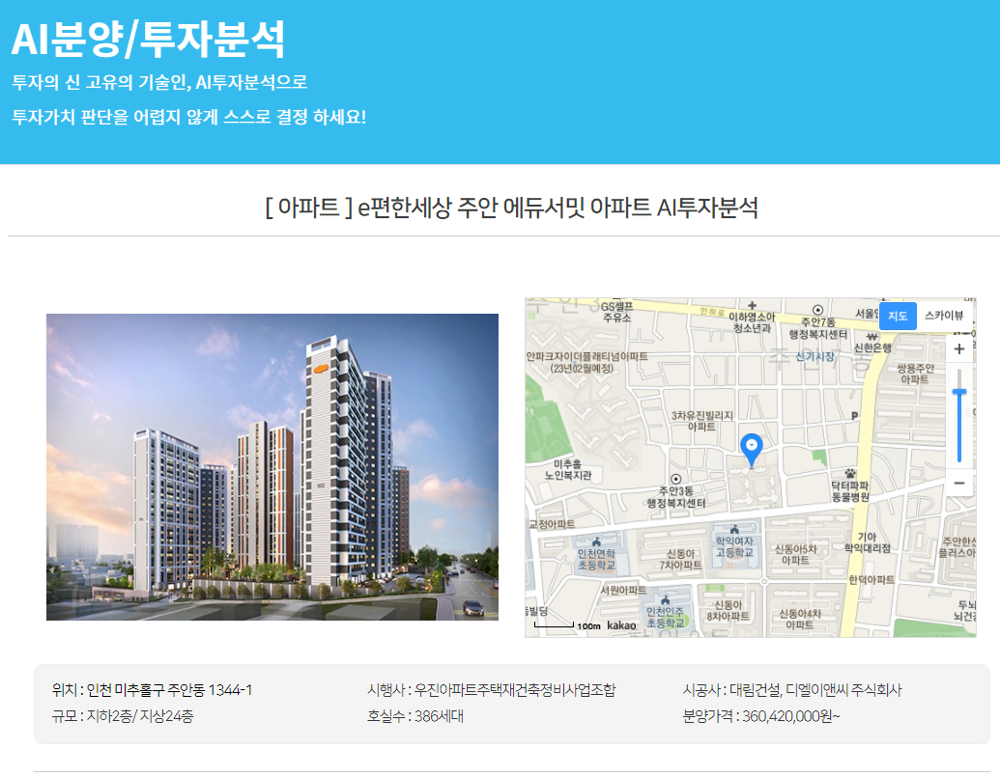 AI분양/투자분석
투자의 신 고유의 기술인, AI투자분석으로
투자가치 판단을 어렵지 않게 스스로 결정 하세요!
[ 아파트 ] e편한세상 주안 에듀서밋 아파트 AI투자분석
GS셀프
주유소
인하로
이하영소아
청소년과
주안7동
행정복지센터
지도
스카이뷰
신한은행
신기시장
안파크자이더플래티넘아파트
(23년02월예정)
쌍용주안
아파트
3차유진빌리지
아파트
P
미추홀
노인복지관
주안3동
행정복지센터
닥터파파
동물병원
교정아파트
인천연학
초등학교
신동아
7차아파트
학익여자
고등학교
신동아5차
아파트
기아
학익대리점
주안한신
플러스아
한덕아파트
서원아파트
인천인주
초등학교
신동아
8차아파트
신동아4차
아파트
100m kakao
위치 : 인천 미추홀구 주안동 1344-1
시행사 : 우진아파트주택재건축정비사업조합
시공사 : 대림건설, 디엘이앤씨 주식회사
규모 : 지하2층/ 지상24층
호실수 : 386세대
분양가격 : 360,420,000원~